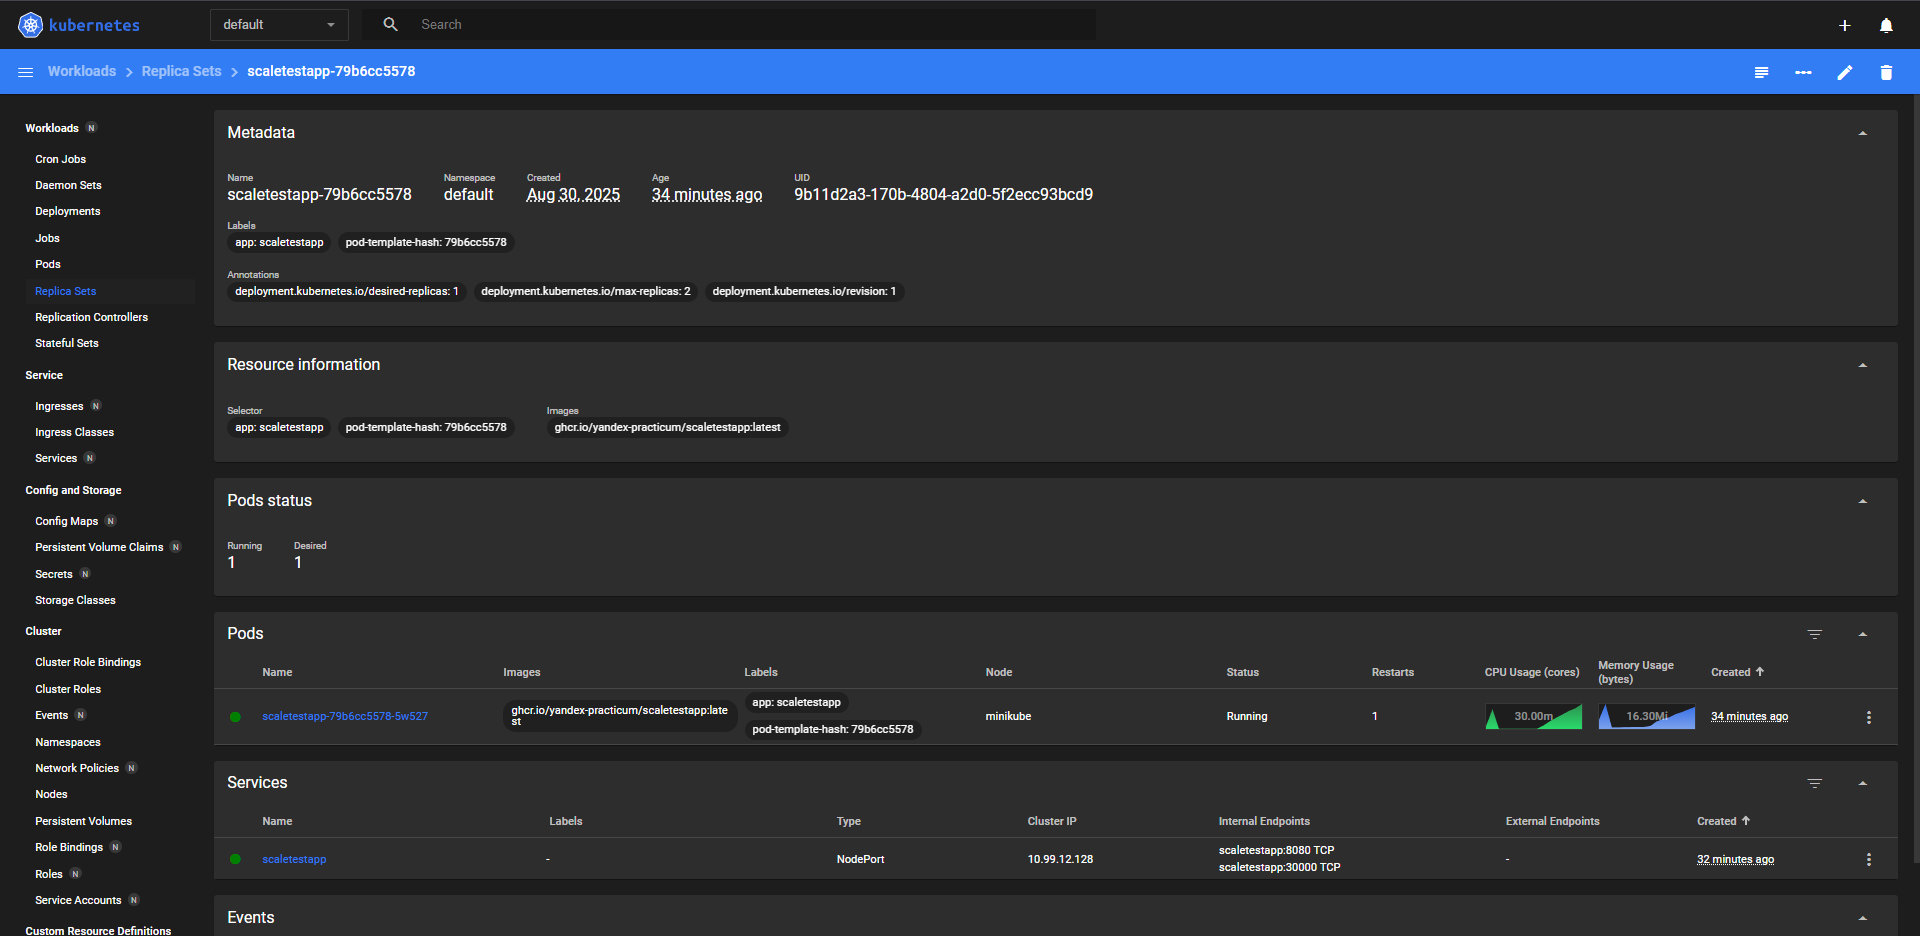 kubernetes
default
Search
Workloads
Replica Sets
scaletestapp-79b6cc5578
Workloads N
Cron Jobs
Daemon Sets
Deployments
Jobs
Pods
Replica Sets
Replication Controllers
Stateful Sets
Service
Ingresses N
Ingress Classes
Services N
Config and Storage
Config Maps N
Persistent Volume Claims N
Secrets N
Storage Classes
Cluster
Cluster Role Bindings
Cluster Roles
Events N
Namespaces
Network Policies N
Nodes
Persistent Volumes
Role Bindings N
Roles N
Service Accounts N
Custom Resource Definitions
Metadata
Name Namespace Created Age UID
scaletestapp-79b6cc5578 default Aug 30, 2025 34 minutes ago 9b11d2a3-170b-4804-a2d0-5f2ecc93bcd9
Labels
app: scaletestapp pod-template-hash: 79b6cc5578
Annotations
deployment.kubernetes.io/desired-replicas: 1 deployment.kubernetes.io/max-replicas: 2 deployment.kubernetes.io/revision: 1
Resource information
Selector Images
app: scaletestapp pod-template-hash: 79b6cc5578 ghcr.io/yandex-practicum/scaletestapp:latest
Pods status
Running Desired
1 1
Pods
Name Images Labels Node Status Restarts CPU Usage (cores) Memory Usage (bytes) Created
scaletestapp-79b6cc5578-5w527
ghcr.io/yandex-practicum/scaletestapp:late
st
app: scaletestapp
pod-template-hash: 79b6cc5578
minikube Running 1 30.00m 16.30Mi 34 minutes ago
Services
Name Labels Type Cluster IP Internal Endpoints External Endpoints Created
scaletestapp - NodePort 10.99.12.128
scaletestapp:8080 TCP
scaletestapp:30000 TCP
- 32 minutes ago
Events